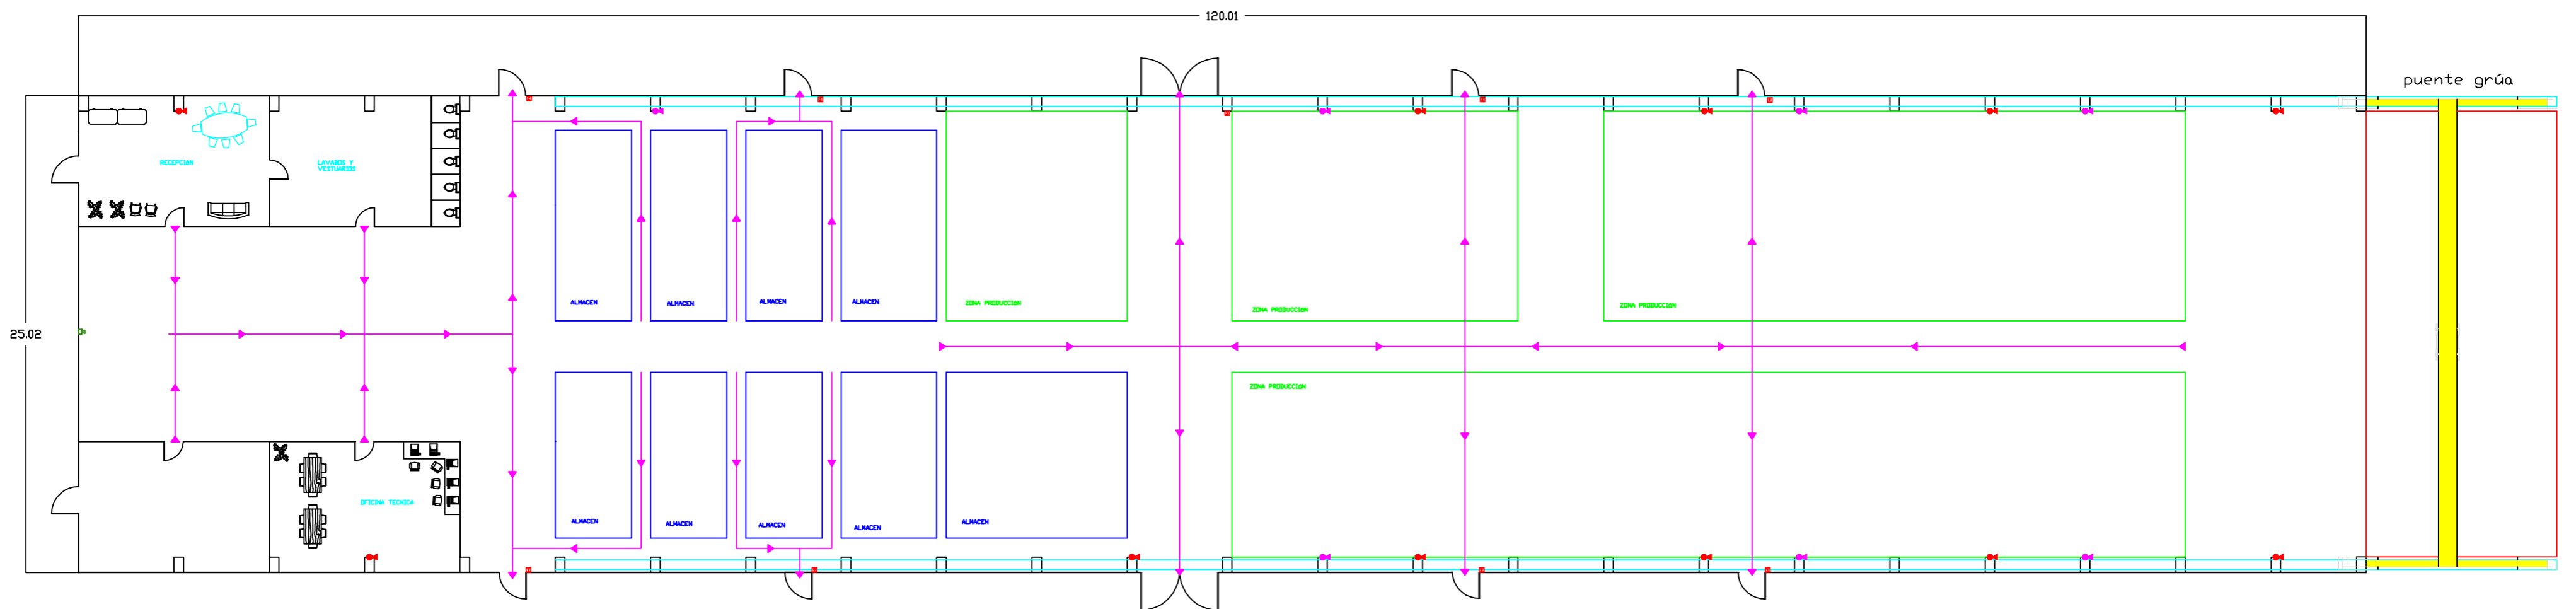 120.01
puente grúa
RECEPCION
LAVABOS Y
VESTUARIOS
ALMACEN
ALMACEN
ALMACEN
ALMACEN
ZONA PRODUCCION
ZONA PRODUCCION
ZONA PRODUCCION
25.02
ZONA PRODUCCION
OFICINA TECNICA
ALMACEN
ALMACEN
ALMACEN
ALMACEN
ALMACEN